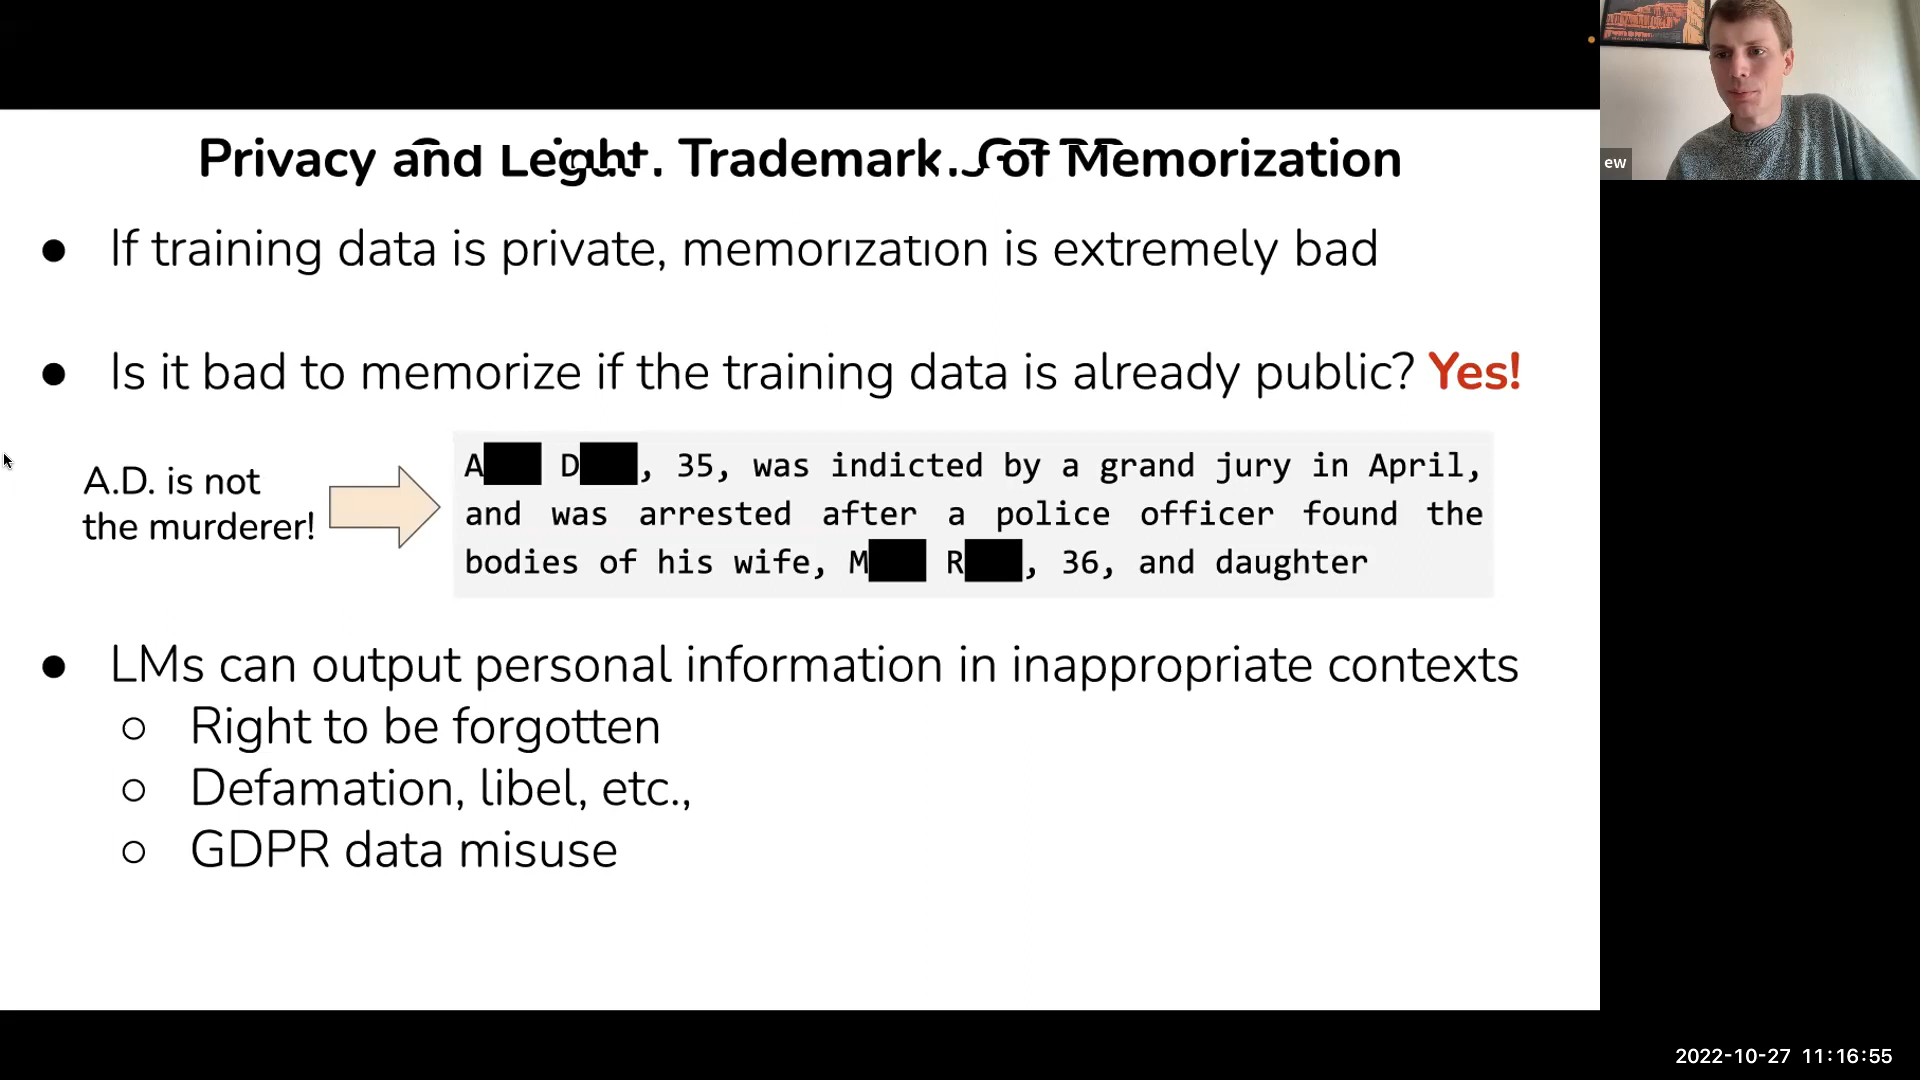 Privacy and Trademark of Memorization
ew
● If training data is private, memorization is extremely bad
● Is it bad to memorize if the training data is already public? Yes!
A.D. is not
the murderer!
A D, 35, was indicted by a grand jury in April,
and was arrested after a police officer found the
bodies of his wife, M R, 36, and daughter
● LMs can output personal information in inappropriate contexts
○ Right to be forgotten
○ Defamation, libel, etc.,
○ GDPR data misuse
2022-10-27 11:16:55